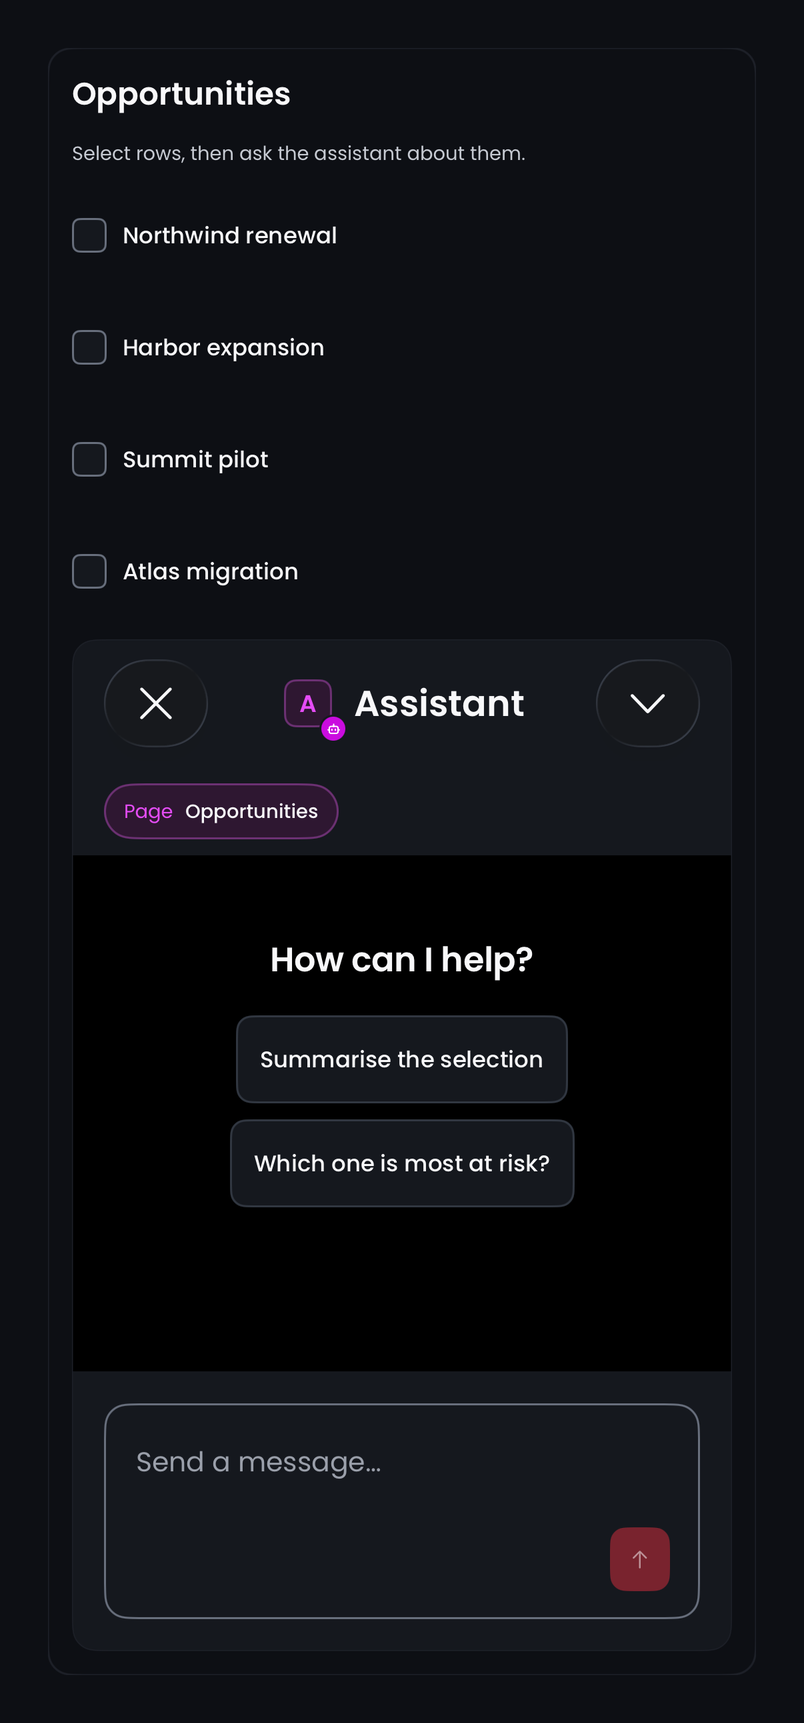 Opportunities
Select rows, then ask the assistant about them.
Northwind renewal
Harbor expansion
Summit pilot
Atlas migration
A Assistant
Page Opportunities
How can I help?
Summarise the selection
Which one is most at risk?
Send a message...